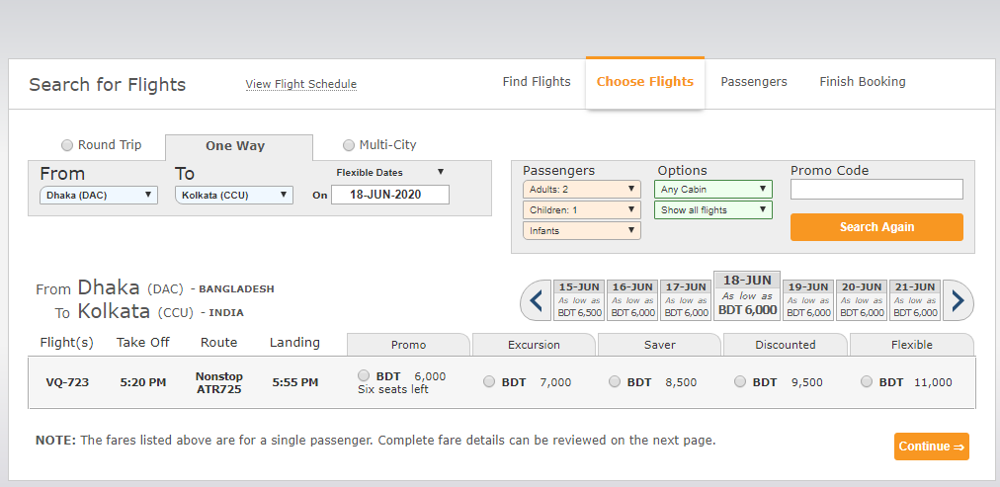 Search for Flights
View Flight Schedule
Find Flights
Choose Flights
Passengers
Finish Booking
Round Trip
One Way
Multi-City
From
To
Flexible Dates
Dhaka (DAC)
Kolkata (CCU)
On
18-JUN-2020
Passengers
Options
Promo Code
Adults: 2
Any Cabin
Children: 1
Show all flights
Infants
Search Again
From Dhaka (DAC) - BANGLADESH
To Kolkata (CCU) - INDIA
15-JUN
As low as
BDT 6,500
16-JUN
As low as
BDT 6,000
17-JUN
As low as
BDT 6,000
18-JUN
As low as
BDT 6,000
19-JUN
As low as
BDT 6,000
20-JUN
As low as
BDT 6,000
21-JUN
As low as
BDT 6,000
Flight(s) Take Off Route Landing Promo Excursion Saver Discounted Flexible
VQ-723 5:20 PM Nonstop ATR725 5:55 PM BDT 6,000 Six seats left BDT 7,000 BDT 8,500 BDT 9,500 BDT 11,000
NOTE: The fares listed above are for a single passenger. Complete fare details can be reviewed on the next page.
Continue ⇒